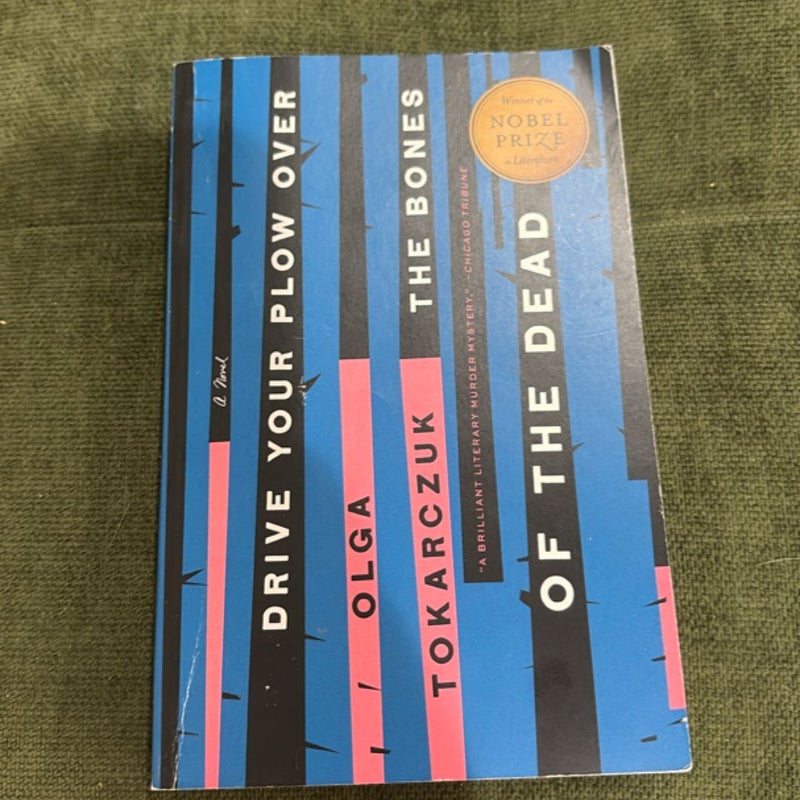 a Novel
DRIVE YOUR PLOW OVER
THE BONES
OF THE DEAD
OLGA
TOKARCZUK
"A BRILLIANT LITERARY MURDER MYSTERY." —CHICAGO TRIBUNE
Winner of the
NOBEL
PRIZE
in Literature